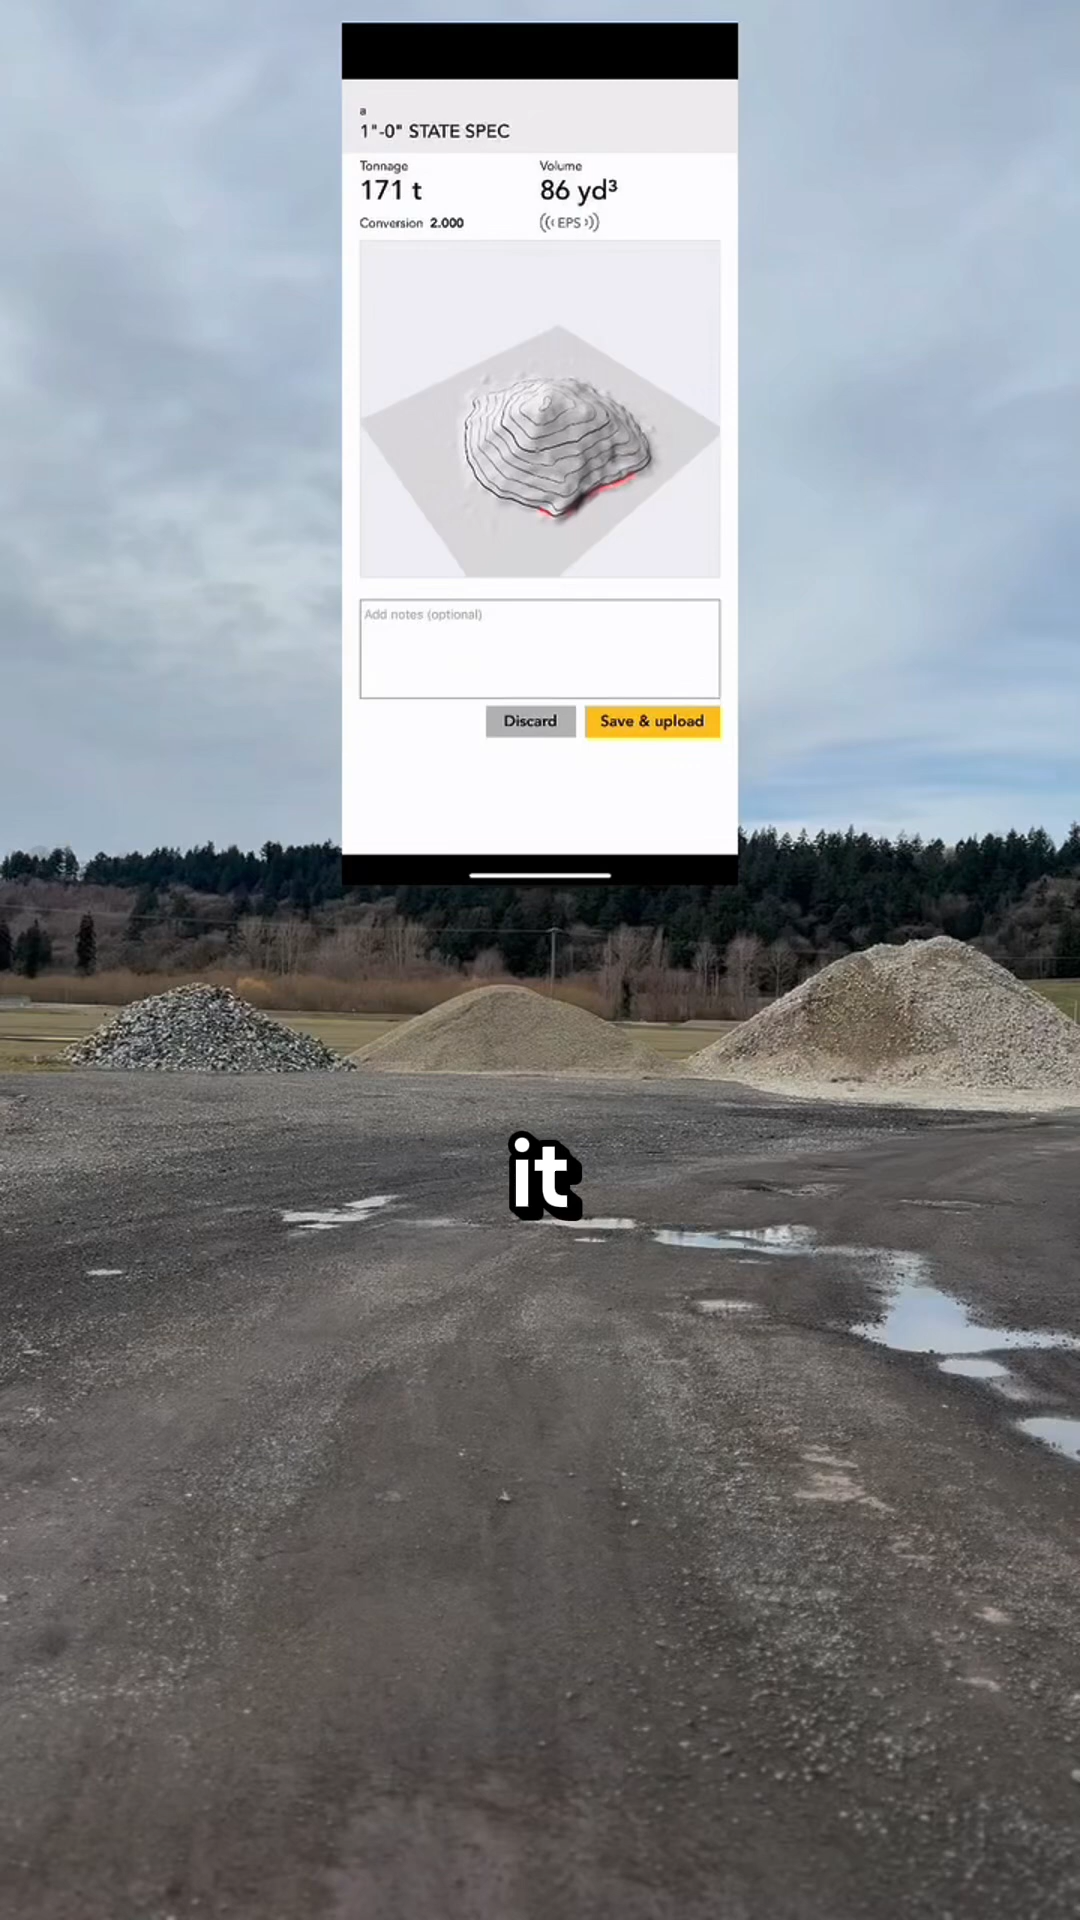 a
1"-0" STATE SPEC
Tonnage
171 t
Volume
86 yd³
Conversion 2.000
((‹ EPS ›))
Add notes (optional)
Discard
Save & upload
it